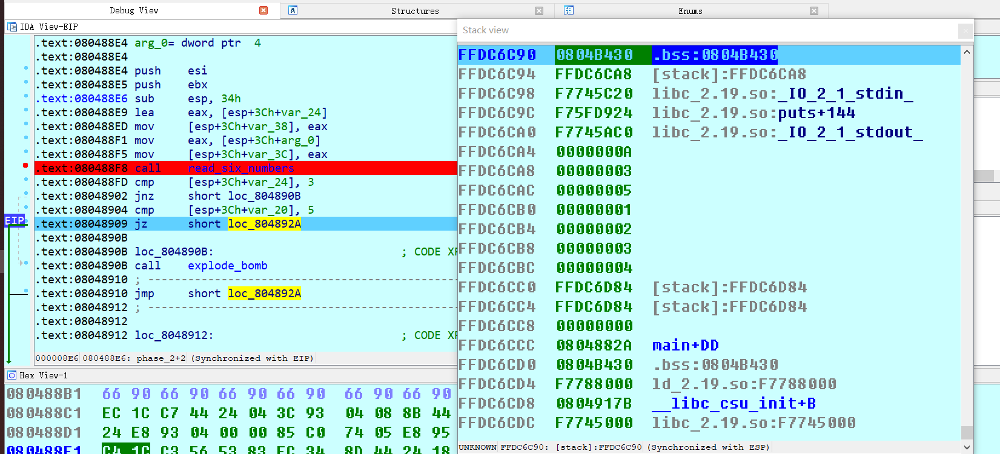 Debug View
Structures
Enums
IDA View-EIP
.text:080488E4 arg_0= dword ptr  4
.text:080488E4
.text:080488E4 push    esi
.text:080488E5 push    ebx
.text:080488E6 sub     esp, 34h
.text:080488E9 lea     eax, [esp+3Ch+var_24]
.text:080488ED mov     [esp+3Ch+var_38], eax
.text:080488F1 mov     eax, [esp+3Ch+arg_0]
.text:080488F5 mov     [esp+3Ch+var_3C], eax
.text:080488F8 call    read_six_numbers
.text:080488FD cmp     [esp+3Ch+var_24], 3
.text:08048902 jnz     short loc_804890B
.text:08048904 cmp     [esp+3Ch+var_20], 5
EIP
.text:08048909 jz      short loc_804892A
.text:0804890B
.text:0804890B loc_804890B:                            ; CODE
.text:0804890B call    explode_bomb
.text:08048910 ; ---------------------------------------------
.text:08048910 jmp     short loc_804892A
.text:08048912 ; ---------------------------------------------
.text:08048912
.text:08048912 loc_8048912:                            ; CODE
000008E6 080488E6: phase_2+2 (Synchronized with EIP)
Stack view
FFDC6C90 0804B430 .bss:0804B430
FFDC6C94 FFDC6CA8 [stack]:FFDC6CA8
FFDC6C98 F7745C20 libc_2.19.so:_IO_2_1_stdin_
FFDC6C9C F75FD924 libc_2.19.so:puts+144
FFDC6CA0 F7745AC0 libc_2.19.so:_IO_2_1_stdout_
FFDC6CA4 0000000A
FFDC6CA8 00000003
FFDC6CAC 00000005
FFDC6CB0 00000001
FFDC6CB4 00000002
FFDC6CB8 00000003
FFDC6CBC 00000004
FFDC6CC0 FFDC6D84 [stack]:FFDC6D84
FFDC6CC4 FFDC6D84 [stack]:FFDC6D84
FFDC6CC8 00000000
FFDC6CCC 0804882A main+DD
FFDC6CD0 0804B430 .bss:0804B430
FFDC6CD4 F7788000 ld_2.19.so:F7788000
FFDC6CD8 0804917B __libc_csu_init+B
FFDC6CDC F7745000 libc_2.19.so:F7745000
UNKNOWN FFDC6C90: [stack]:FFDC6C90 (Synchronized with ESP)
Hex View-1
080488B1 66 90 66 90 66 90 66 90 66 90 66 90
080488C1 EC 1C C7 44 24 04 3C 93 04 08 8B 44
080488D1 24 E8 93 04 00 00 85 C0 74 05 E8 95
080488E1 C4 1C C3 56 53 83 EC 34 8D 44 24 18